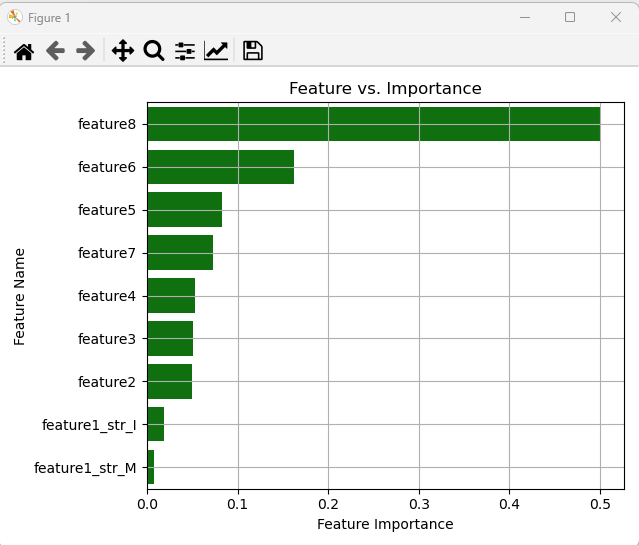 Figure 1
Feature vs. Importance
feature8
feature6
feature5
feature7
feature4
feature3
feature2
feature1_str_I
feature1_str_M
Feature Name
0.0 0.1 0.2 0.3 0.4 0.5
Feature Importance